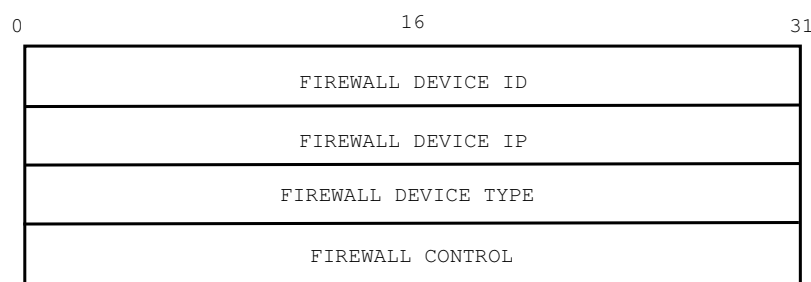 0 16 31
FIREWALL DEVICE ID
FIREWALL DEVICE IP
FIREWALL DEVICE TYPE
FIREWALL CONTROL